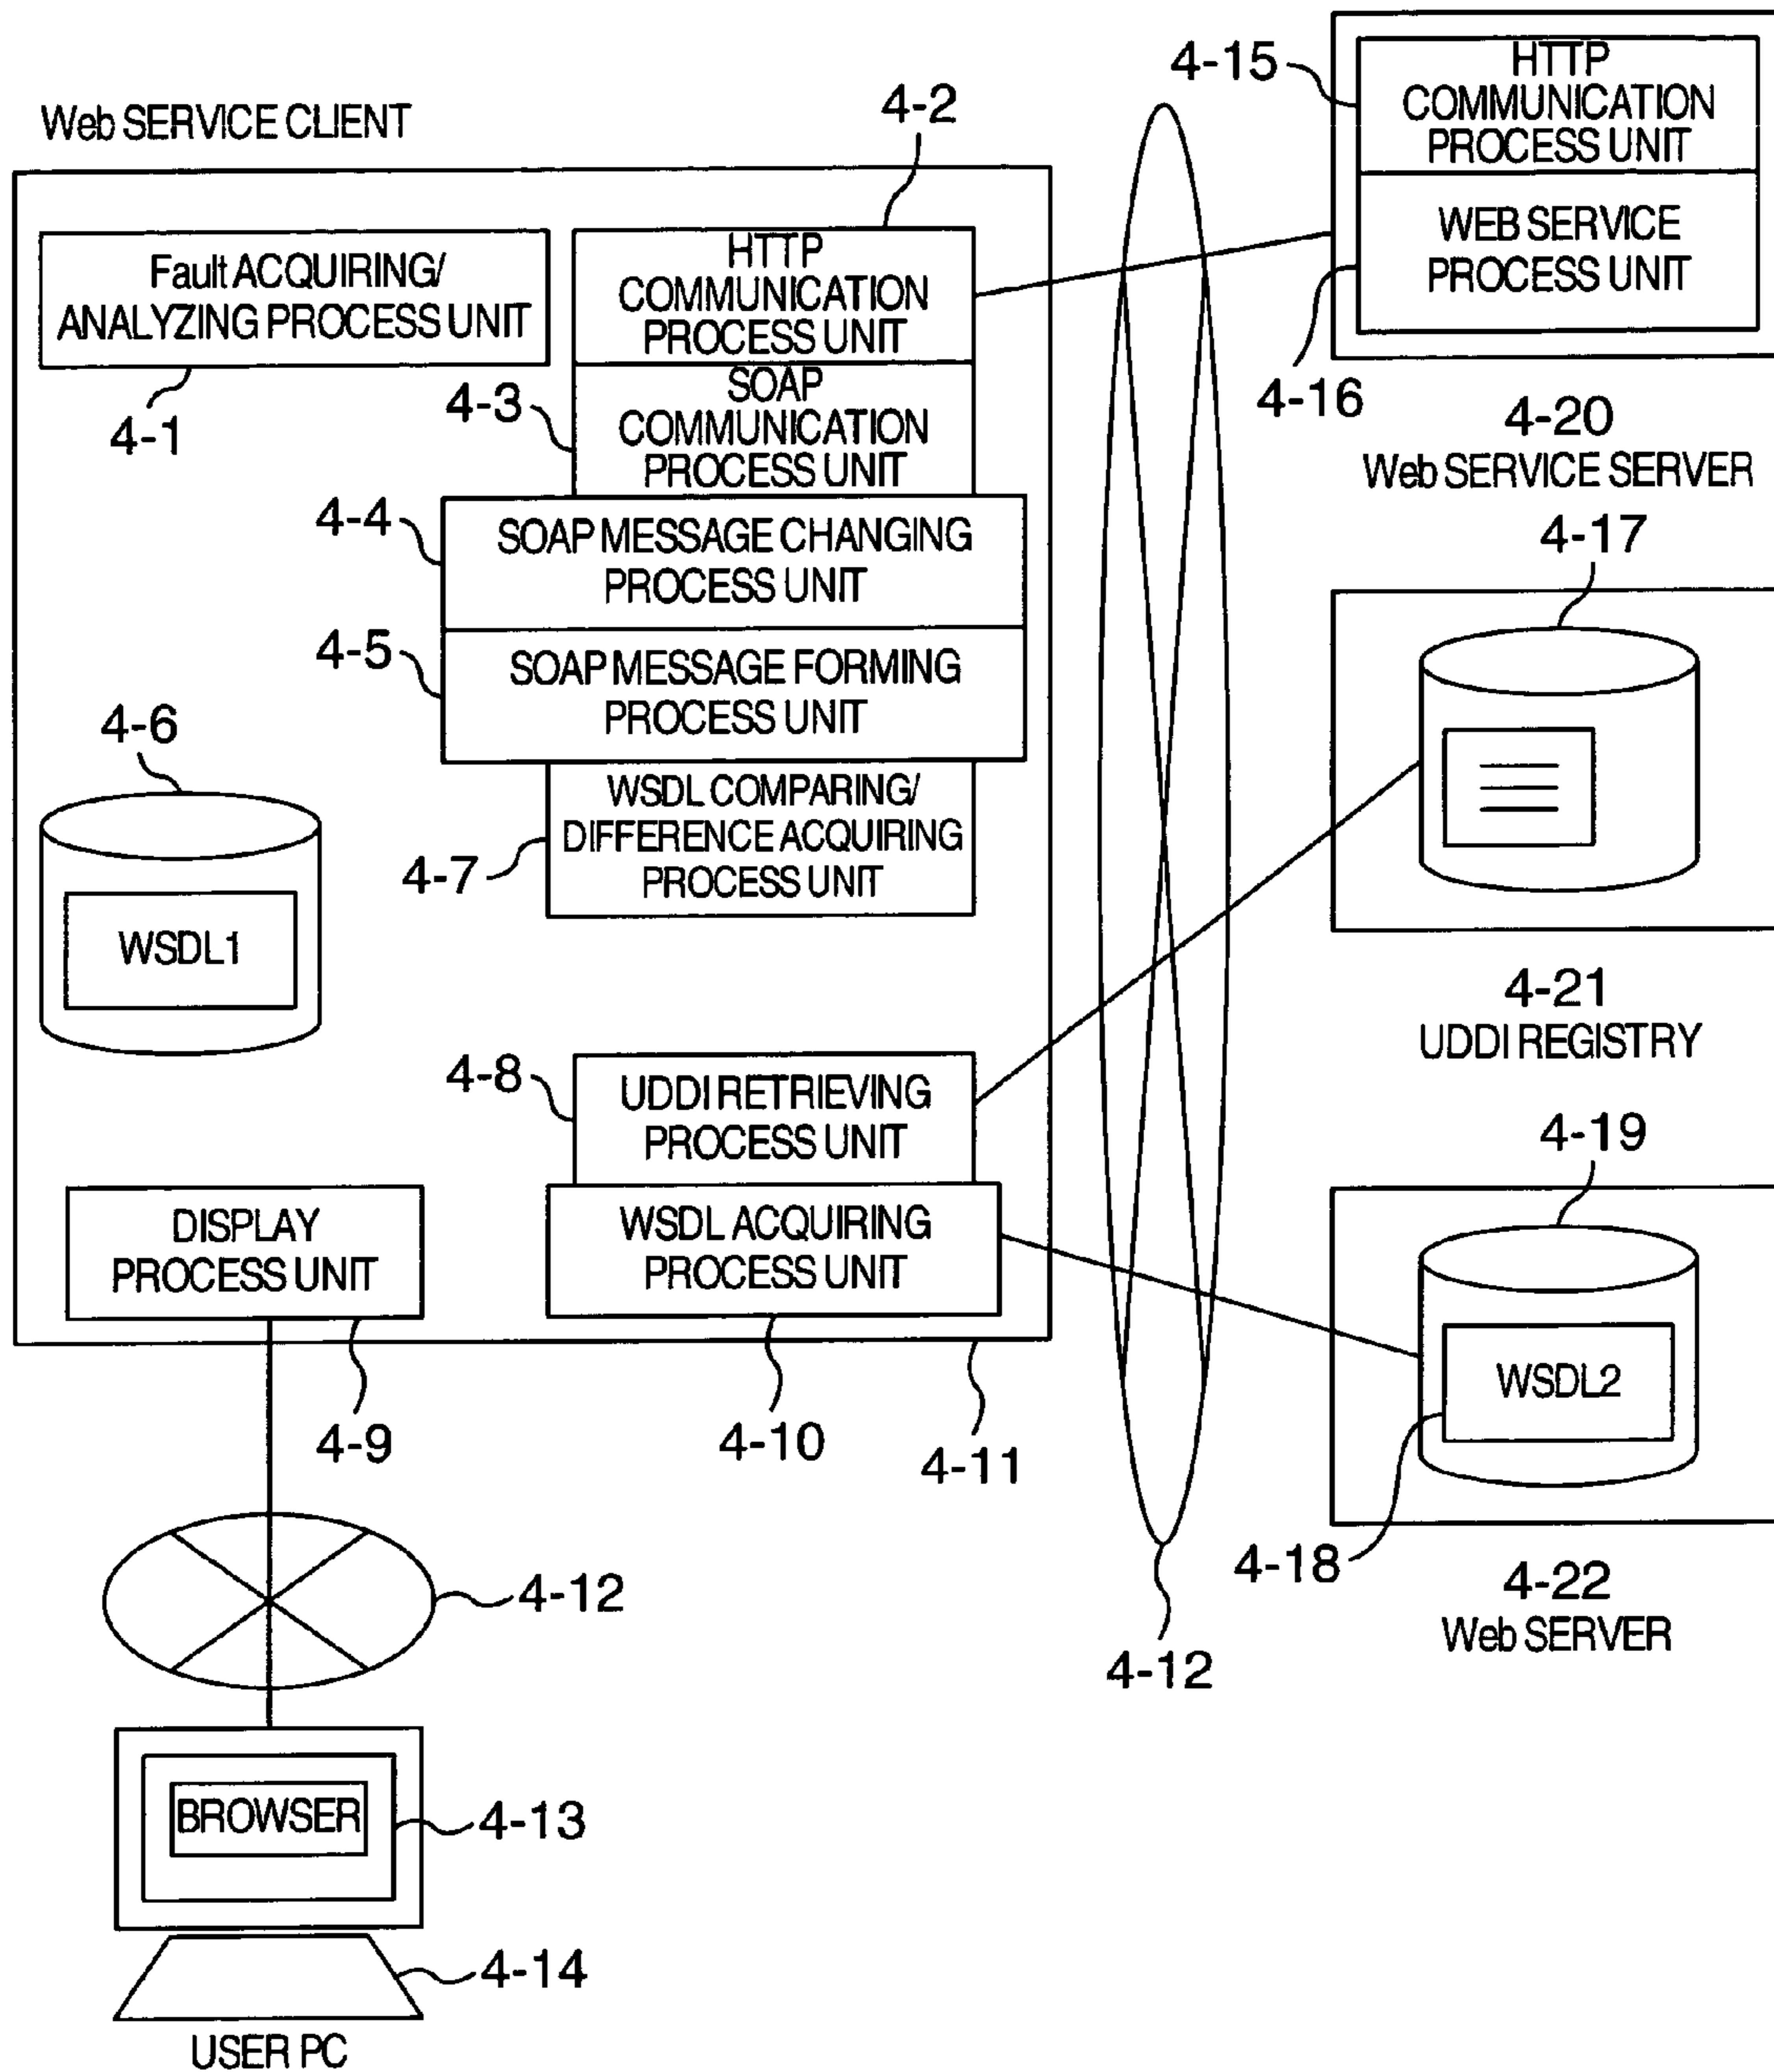 Web SERVICE CLIENT
4-2
Fault ACQUIRING/
ANALYZING PROCESS UNIT
4-1
HTTP
COMMUNICATION
PROCESS UNIT
4-3
SOAP
COMMUNICATION
PROCESS UNIT
4-4
SOAP MESSAGE CHANGING
PROCESS UNIT
4-5
SOAP MESSAGE FORMING
PROCESS UNIT
4-6
WSDL1
4-7
WSDL COMPARING/
DIFFERENCE ACQUIRING
PROCESS UNIT
4-8
UDDI RETRIEVING
PROCESS UNIT
DISPLAY
PROCESS UNIT
4-9
WSDL ACQUIRING
PROCESS UNIT
4-10
4-11
4-12
4-12
BROWSER
4-13
4-14
USER PC
4-15
HTTP
COMMUNICATION
PROCESS UNIT
WEB SERVICE
PROCESS UNIT
4-16
4-20
Web SERVICE SERVER
4-17
4-21
UDDI REGISTRY
4-19
WSDL2
4-18
4-22
Web SERVER